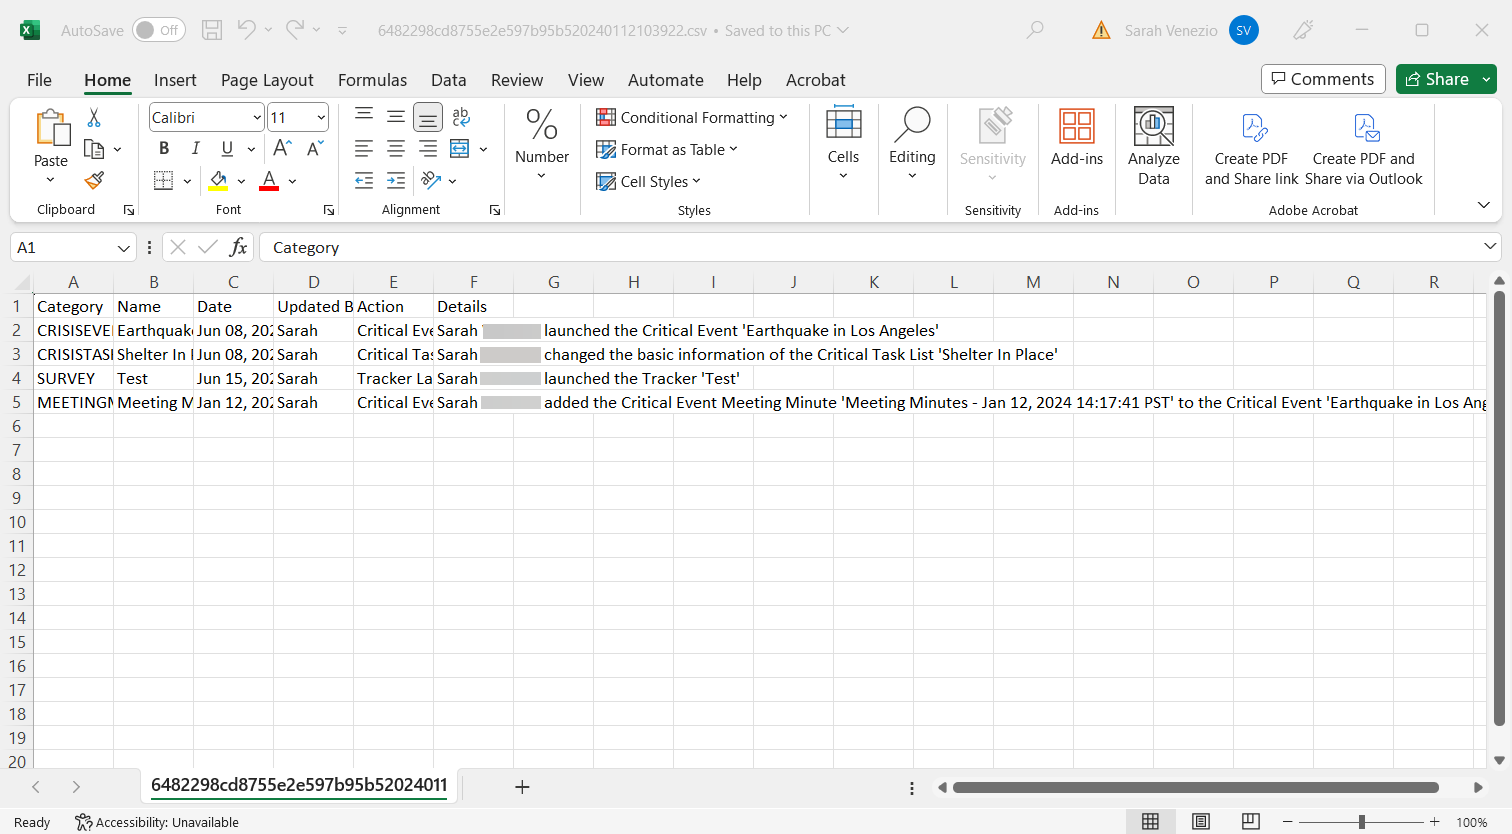 AutoSave Off 6482298cd8755e2e597b95b520240112103922.csv • Saved to this PC Sarah Venezio SV
File Home Insert Page Layout Formulas Data Review View Automate Help Acrobat Comments Share
Calibri 11 ab c Conditional Formatting
Paste B I U A A Number Format as Table Cells Editing Sensitivity Add-ins Analyze Data Create PDF and Share link Create PDF and Share via Outlook
A Cell Styles
Clipboard Font Alignment Styles Sensitivity Add-ins Adobe Acrobat
A1 fx Category
A B C D E F G H I J K L M N O P Q R
1 Category Name Date Updated B Action Details
2 CRISISEVE Earthquake Jun 08, 202 Sarah Critical Eve Sarah launched the Critical Event 'Earthquake in Los Angeles'
3 CRISISTAS Shelter In Jun 08, 202 Sarah Critical Tas Sarah changed the basic information of the Critical Task List 'Shelter In Place'
4 SURVEY Test Jun 15, 202 Sarah Tracker La Sarah launched the Tracker 'Test'
5 MEETINGM Meeting M Jan 12, 202 Sarah Critical Eve Sarah added the Critical Event Meeting Minute 'Meeting Minutes - Jan 12, 2024 14:17:41 PST' to the Critical Event 'Earthquake in Los Ang
6
7
8
9
10
11
12
13
14
15
16
17
18
19
20
6482298cd8755e2e597b95b52024011
Ready Accessibility: Unavailable 100%